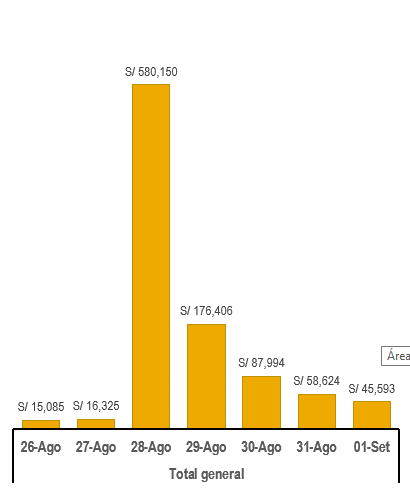 S/ 580,150
S/ 176,406
S/ 87,994
S/ 58,624
S/ 45,593
S/ 15,085
S/ 16,325
Área
26-Ago 27-Ago 28-Ago 29-Ago 30-Ago 31-Ago 01-Set
Total general